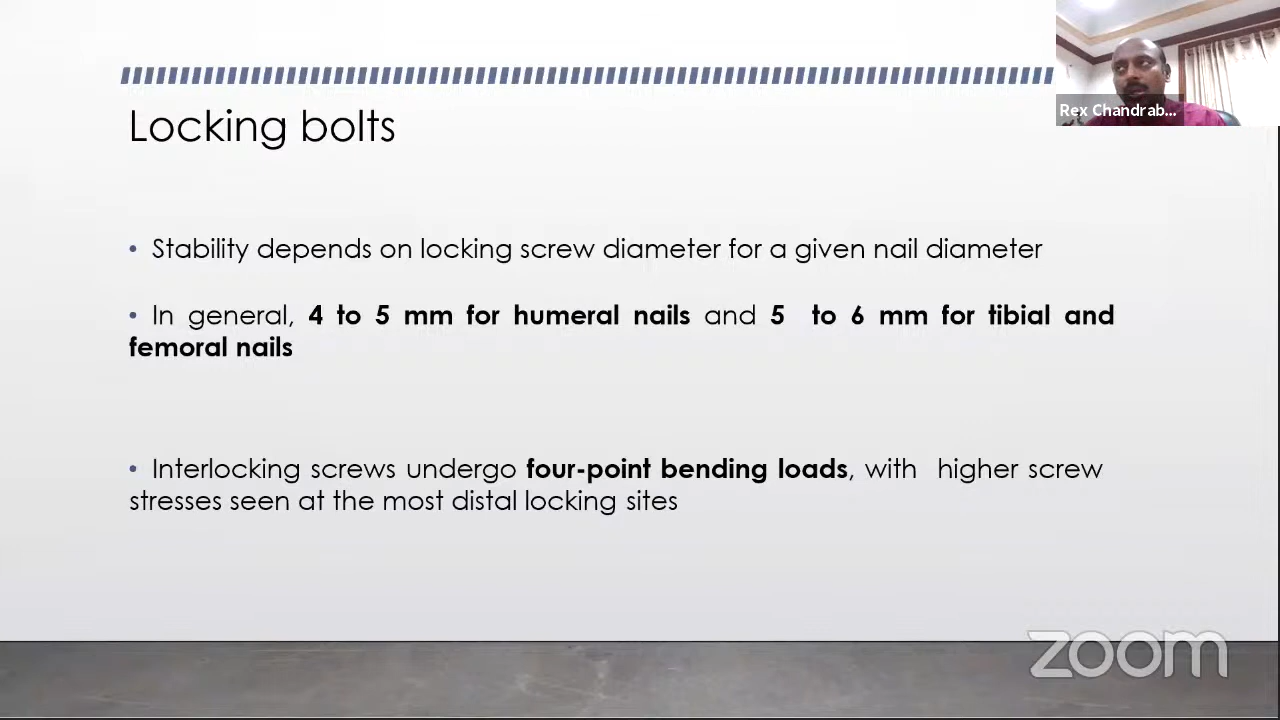 Rex Chandrab...
Locking bolts
• Stability depends on locking screw diameter for a given nail diameter
• In general, 4 to 5 mm for humeral nails and 5 to 6 mm for tibial and
femoral nails
• Interlocking screws undergo four-point bending loads, with higher screw
stresses seen at the most distal locking sites
zoom